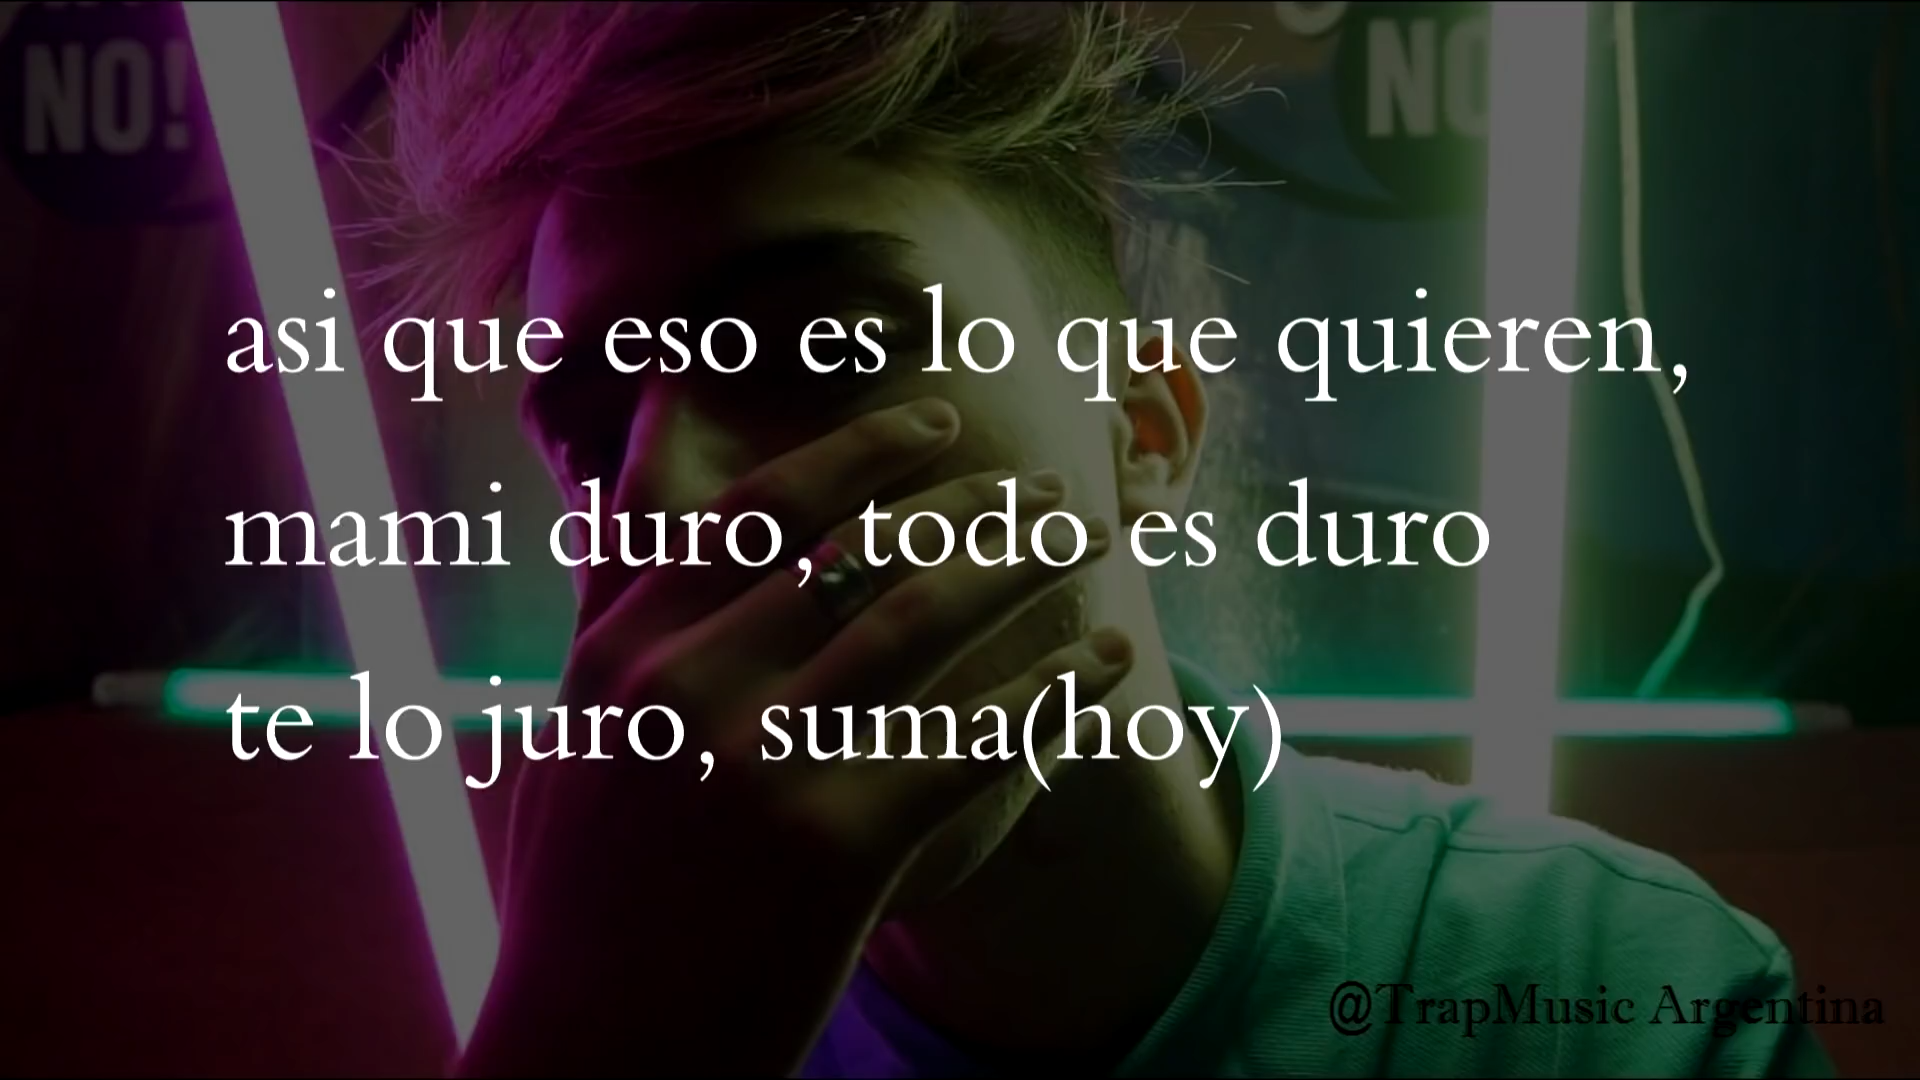 NO!
NO
asi que eso es lo que quieren,
mami duro, todo es duro
te lo juro, suma(hoy)
@TrapMusic Argentina